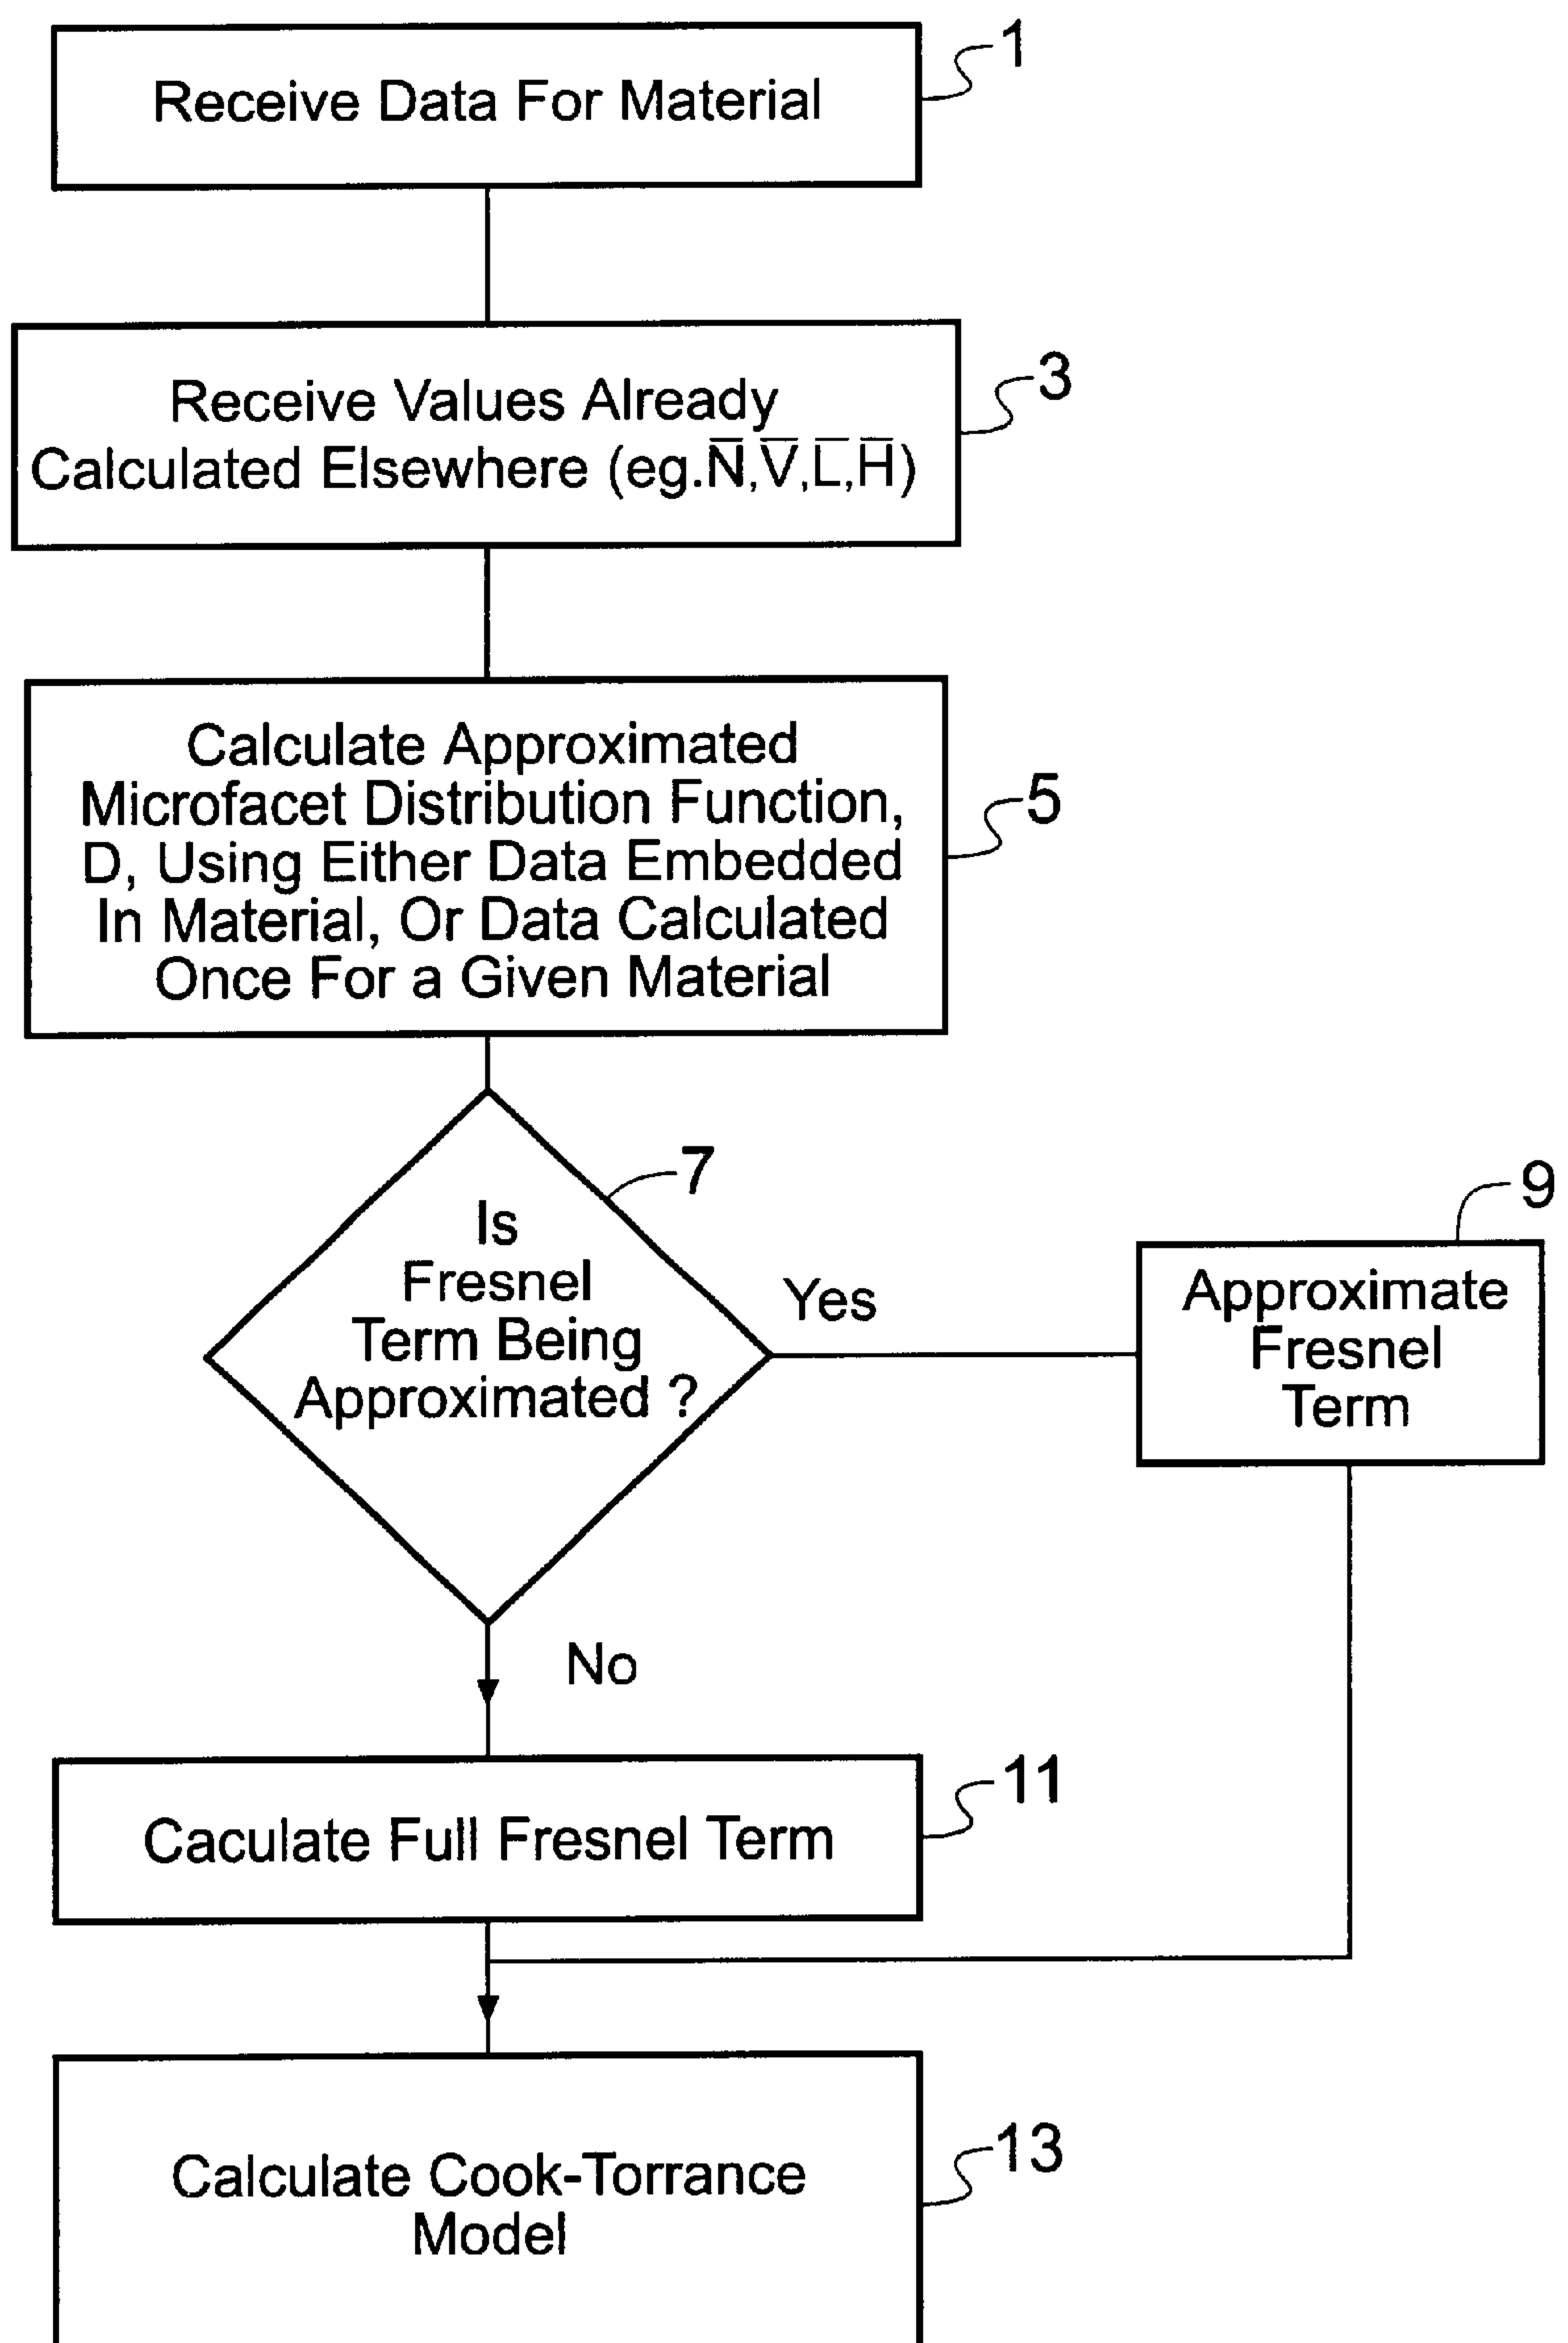 1
Receive Data For Material
3
Receive Values Already
Calculated Elsewhere (eg.N̅,V̅,L̅,H̅)
5
Calculate Approximated
Microfacet Distribution Function,
D, Using Either Data Embedded
In Material, Or Data Calculated
Once For a Given Material
7
Is
Fresnel
Term Being
Approximated ?
Yes
9
Approximate
Fresnel
Term
No
11
Caculate Full Fresnel Term
13
Calculate Cook-Torrance
Model